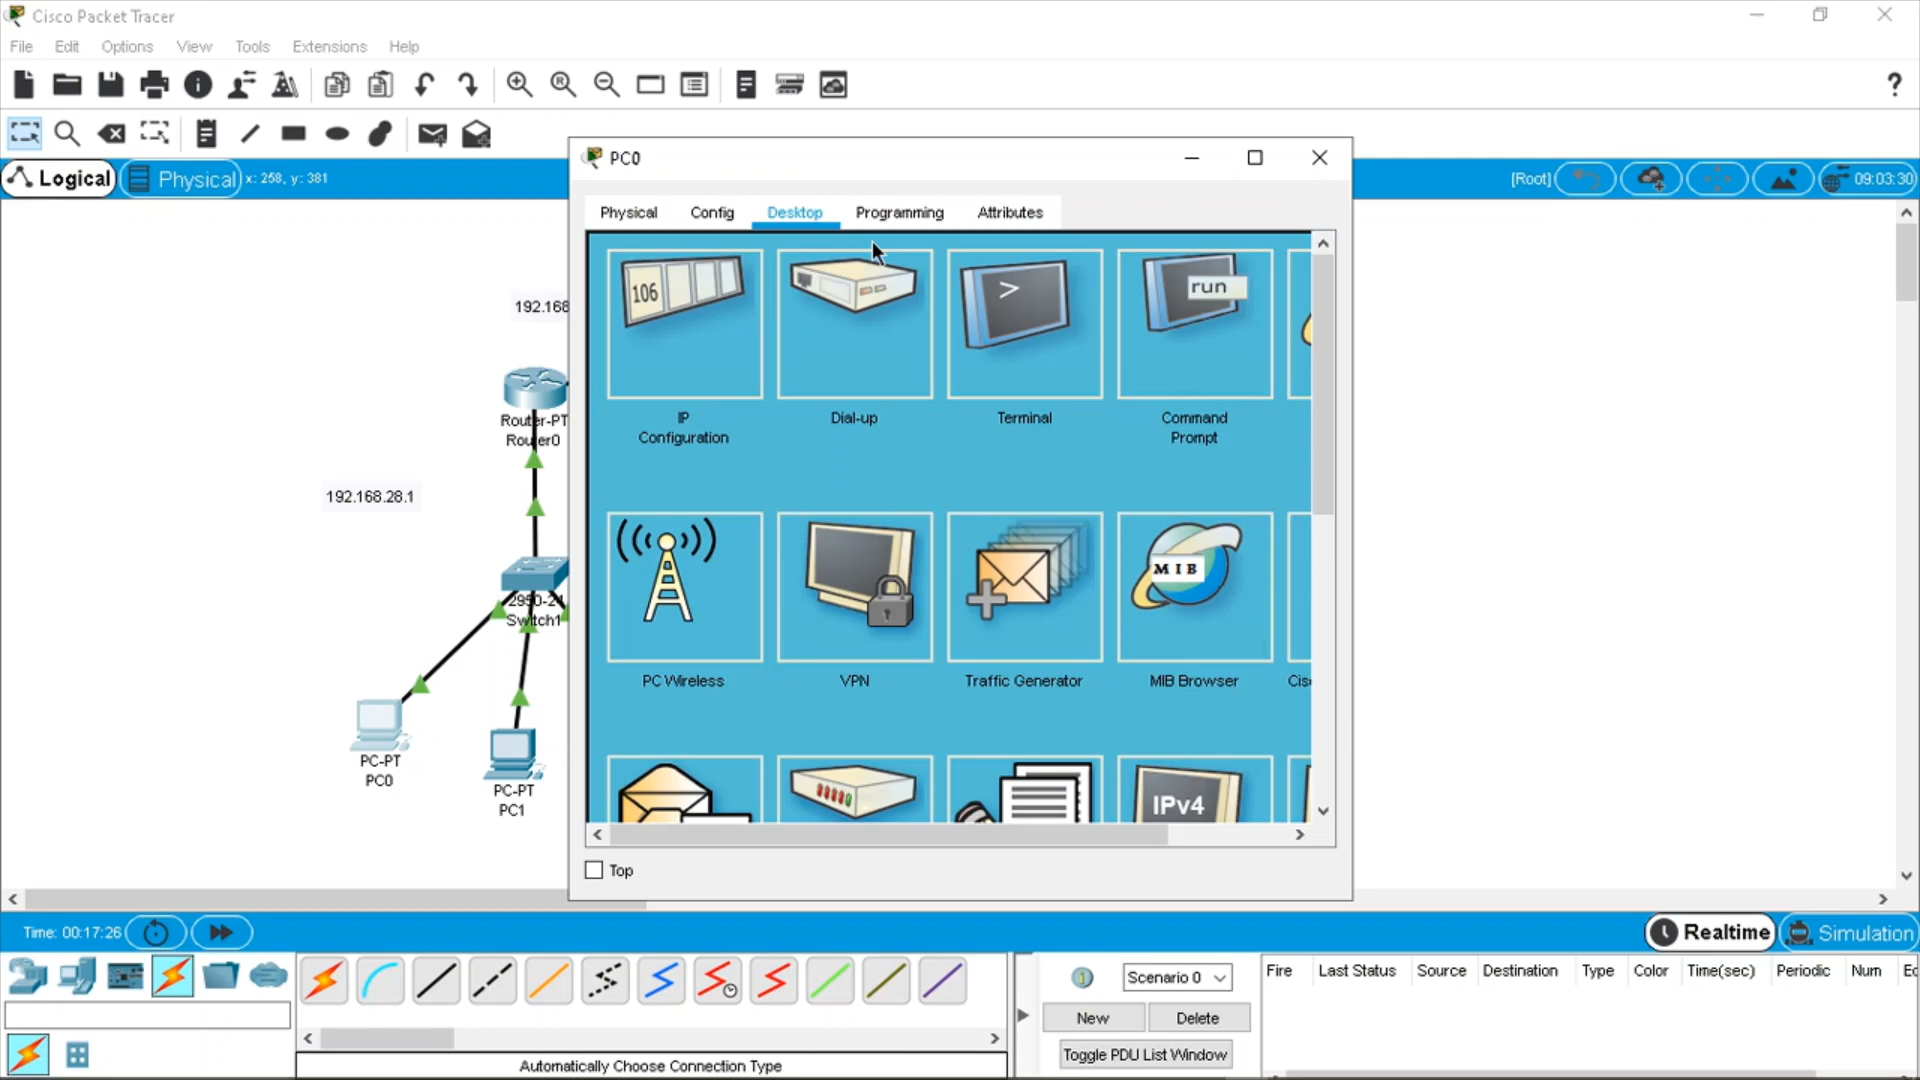 Cisco Packet Tracer
File Edit Options View Tools Extensions Help
Logical Physical x: 258, y: 381 [Root] 09:03:30
PC0
Physical Config Desktop Programming Attributes
106
>
run
IP Configuration
Dial-up
Terminal
Command Prompt
PC Wireless
VPN
Traffic Generator
MIB
MIB Browser
Cis
IPv4
Top
192.168
Router-PT
Router0
192.168.28.1
2950-24
Switch1
PC-PT
PC0
PC-PT
PC1
Time: 00:17:26
Realtime Simulation
Scenario 0
New Delete
Toggle PDU List Window
Fire Last Status Source Destination Type Color Time(sec) Periodic Num
Automatically Choose Connection Type